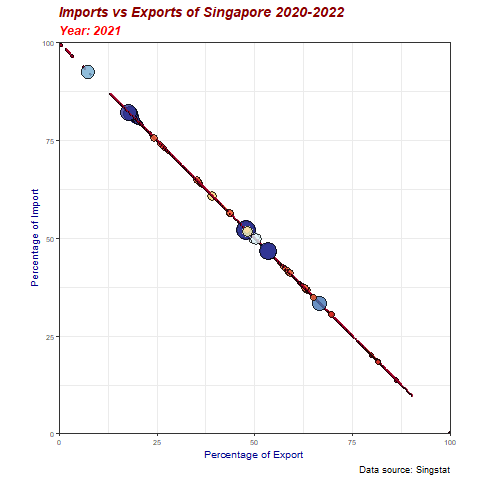 Imports vs Exports of Singapore 2020-2022
Year: 2021
Percentage of Import
100
75
50
25
0
0
25
50
75
100
Percentage of Export
Data source: Singstat